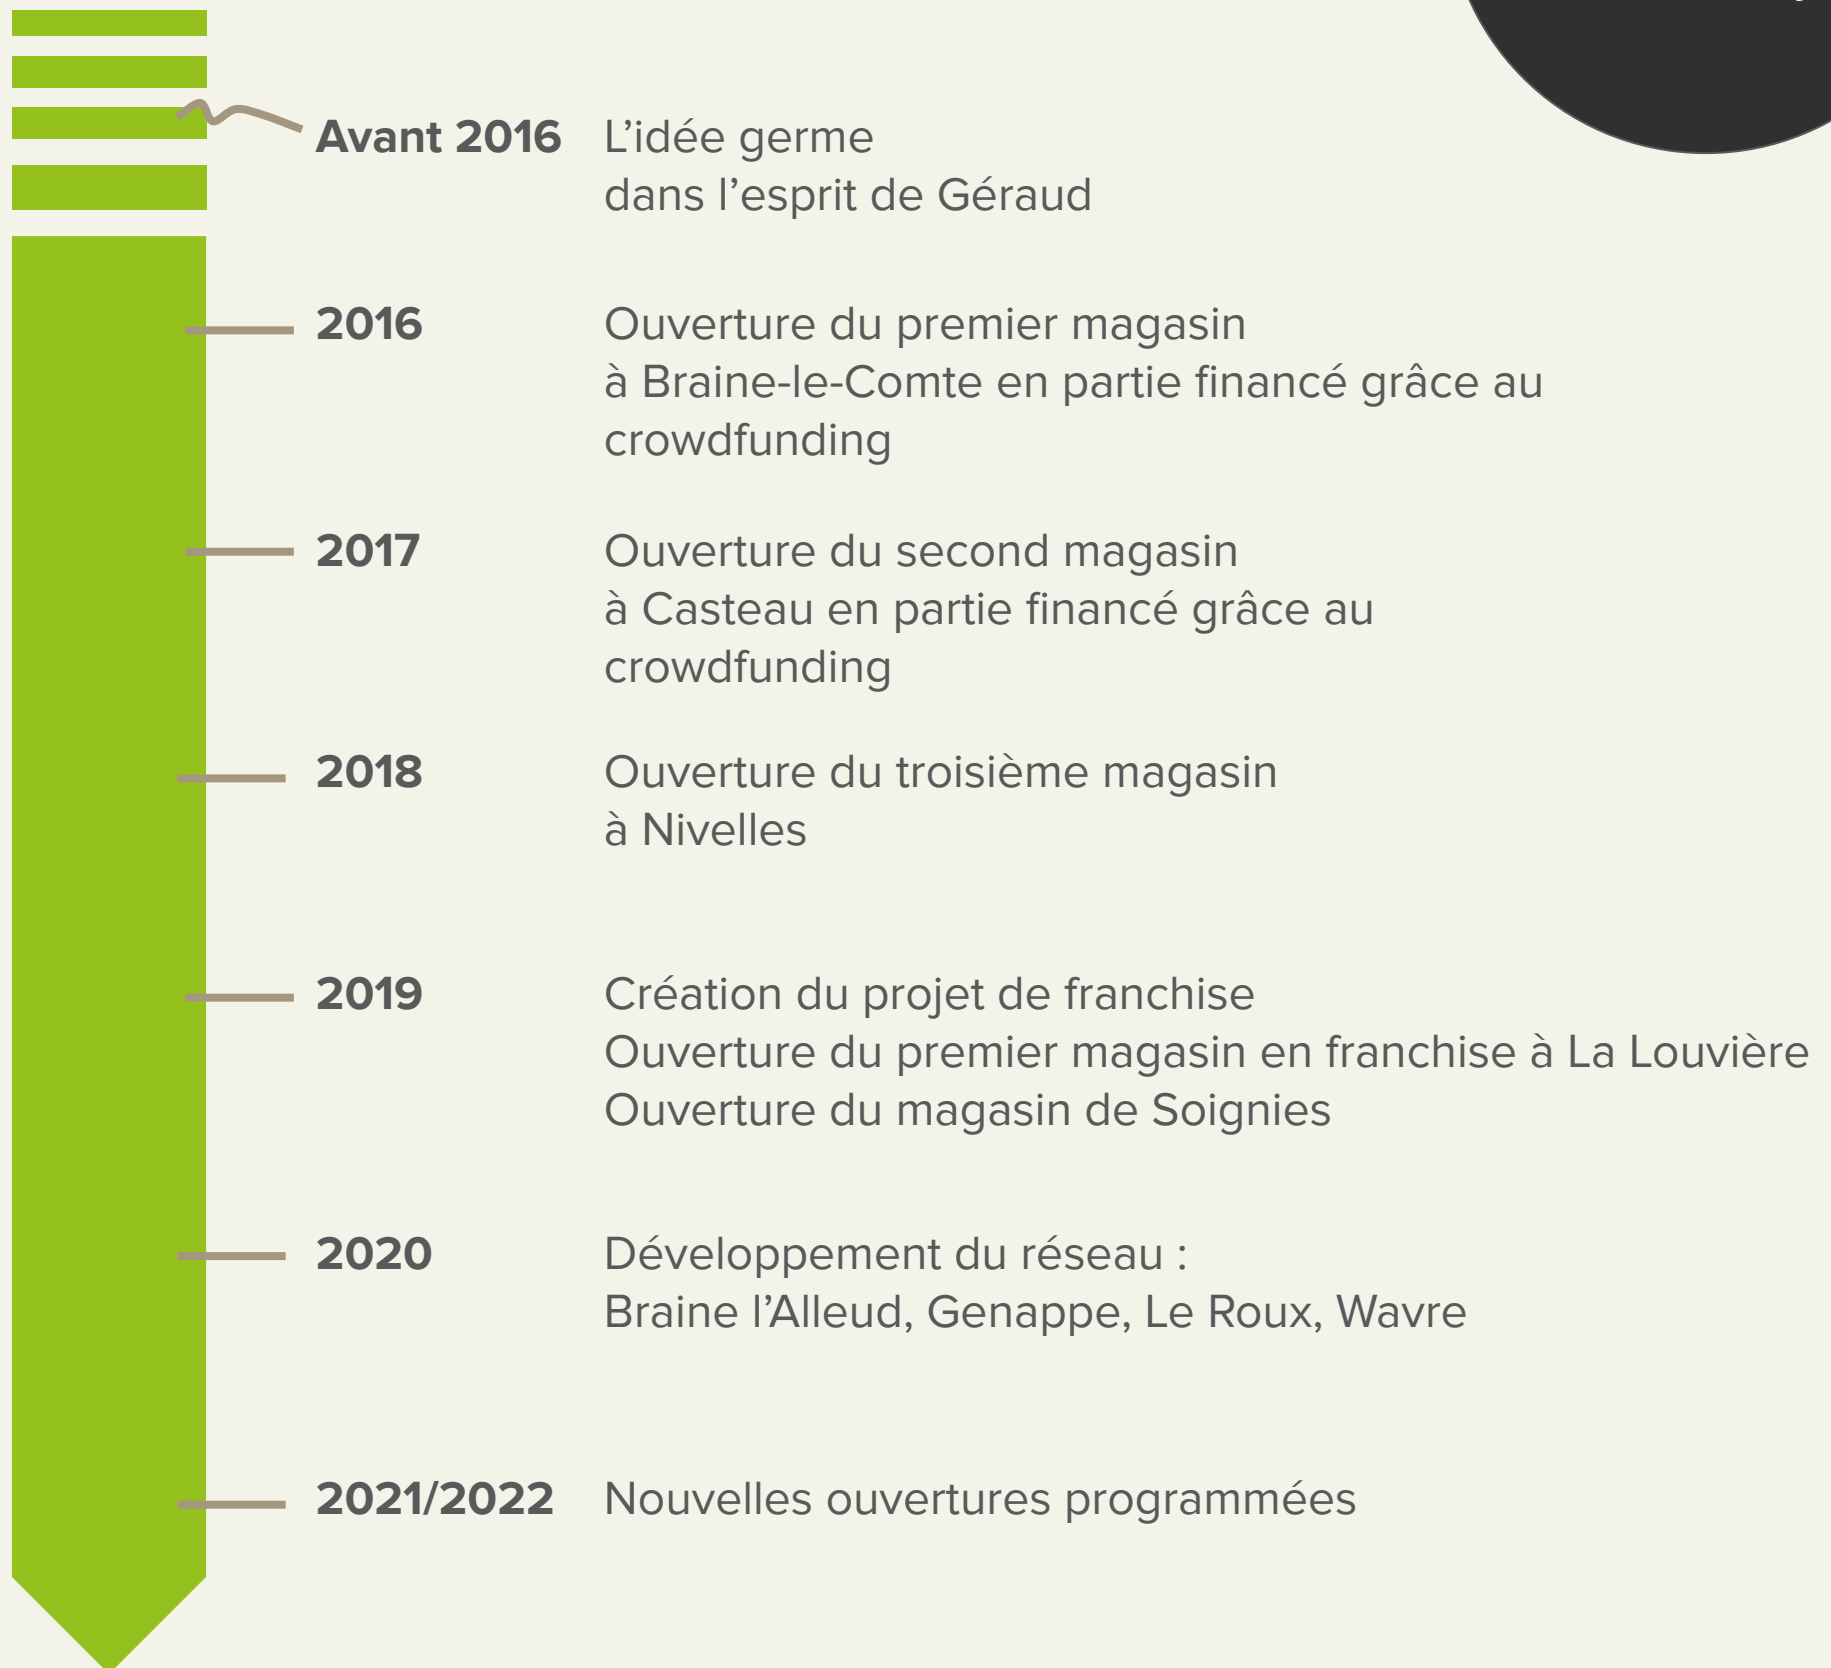 Avant 2016 L’idée germe
dans l’esprit de Géraud
2016 Ouverture du premier magasin
à Braine-le-Comte en partie financé grâce au
crowdfunding
2017 Ouverture du second magasin
à Casteau en partie financé grâce au
crowdfunding
2018 Ouverture du troisième magasin
à Nivelles
2019 Création du projet de franchise
Ouverture du premier magasin en franchise à La Louvière
Ouverture du magasin de Soignies
2020 Développement du réseau :
Braine l’Alleud, Genappe, Le Roux, Wavre
2021/2022 Nouvelles ouvertures programmées